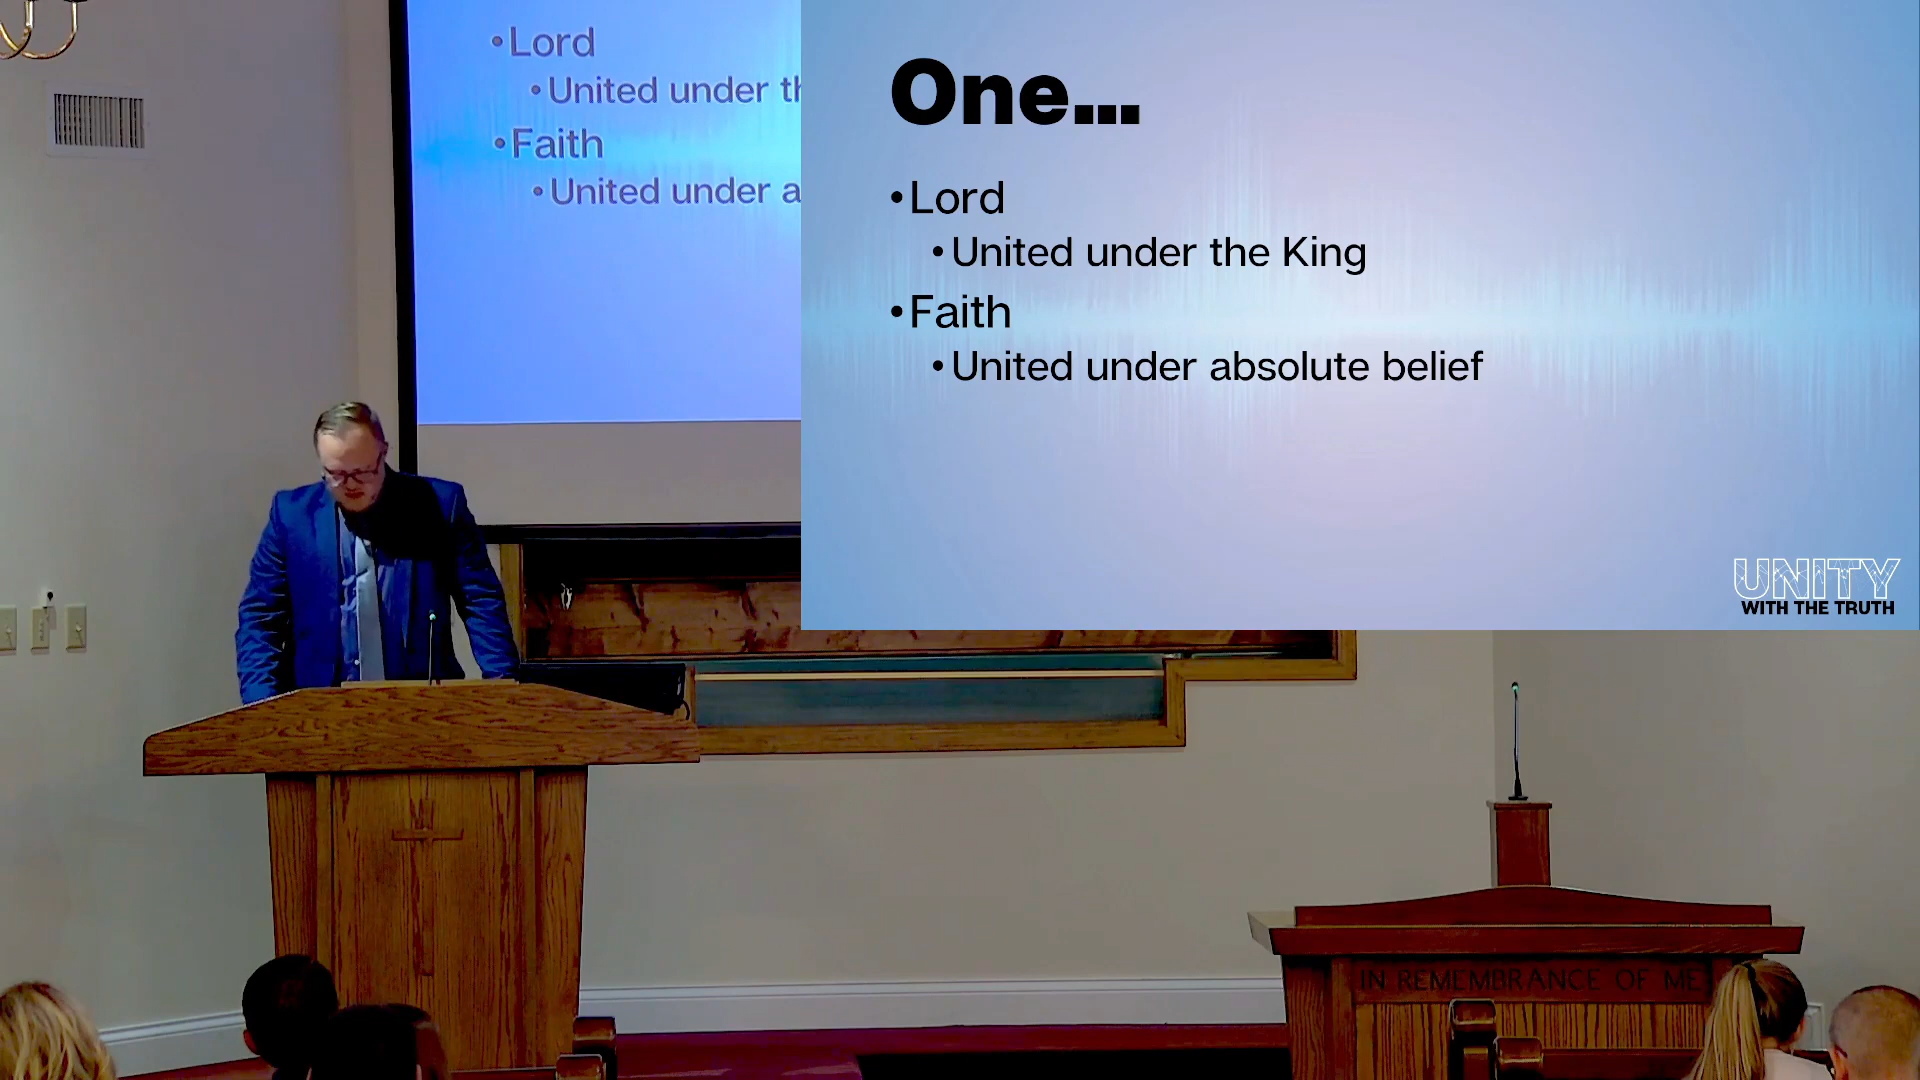 •Lord
•United under th
•Faith
•United under a
One...
•Lord
•United under the King
•Faith
•United under absolute belief
UNITY
WITH THE TRUTH
IN REMEMBRANCE OF ME